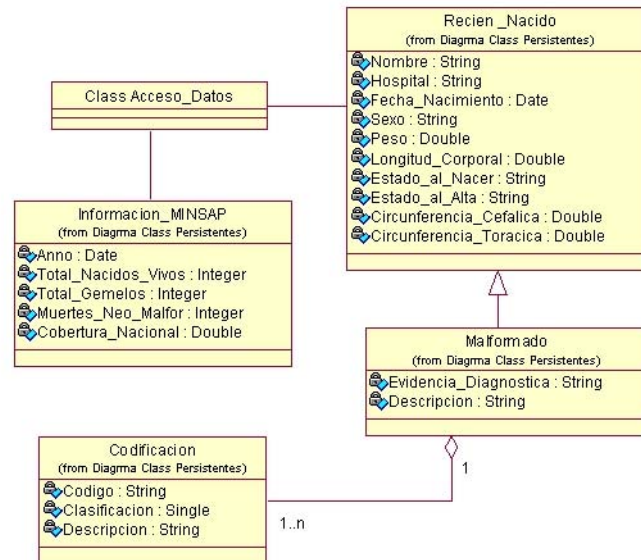 Recien _Nacido
(from Diagrma Class Persistentes)
Nombre : String
Hospital : String
Fecha_Nacimiento : Date
Sexo : String
Peso : Double
Longitud_Corporal : Double
Estado_al_Nacer : String
Estado_al_Alta : String
Circunferencia_Cefalica : Double
Circunferencia_Toracica : Double
Class Acceso_Datos
Informacion_MINSAP
(from Diagrma Class Persistentes)
Anno : Date
Total_Nacidos_Vivos : Integer
Total_Gemelos : Integer
Muertes_Neo_Malfor : Integer
Cobertura_Nacional : Double
Malformado
(from Diagrma Class Persistentes)
Evidencia_Diagnostica : String
Descripcion : String
1
Codificacion
(from Diagrma Class Persistentes)
Codigo : String
Clasificacion : Single
Descripcion : String
1..n